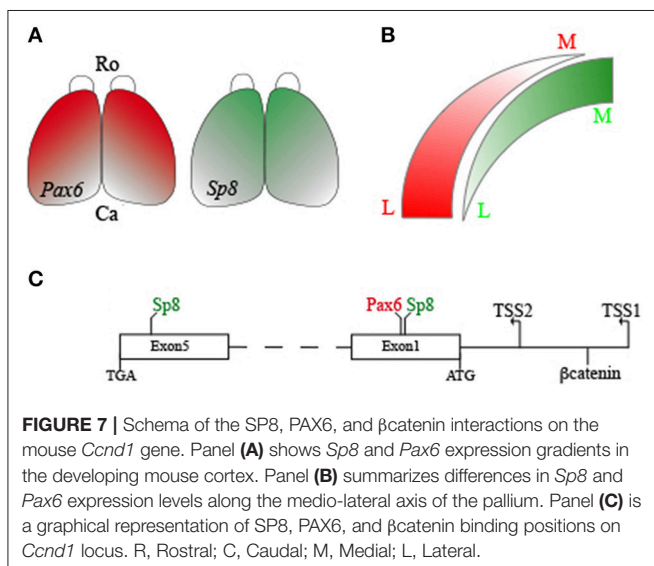 A
B
Ro
M
Pax6
Sp8
M
L
L
Ca
C
Sp8
Pax6 Sp8
TSS2
TSS1
Exon5
Exon1
TGA
ATG
βcatenin
FIGURE 7 | Schema of the SP8, PAX6, and βcatenin interactions on the
mouse Ccnd1 gene. Panel (A) shows Sp8 and Pax6 expression gradients in
the developing mouse cortex. Panel (B) summarizes differences in Sp8 and
Pax6 expression levels along the medio-lateral axis of the pallium. Panel (C) is
a graphical representation of SP8, PAX6, and βcatenin binding positions on
Ccnd1 locus. R, Rostral; C, Caudal; M, Medial; L, Lateral.